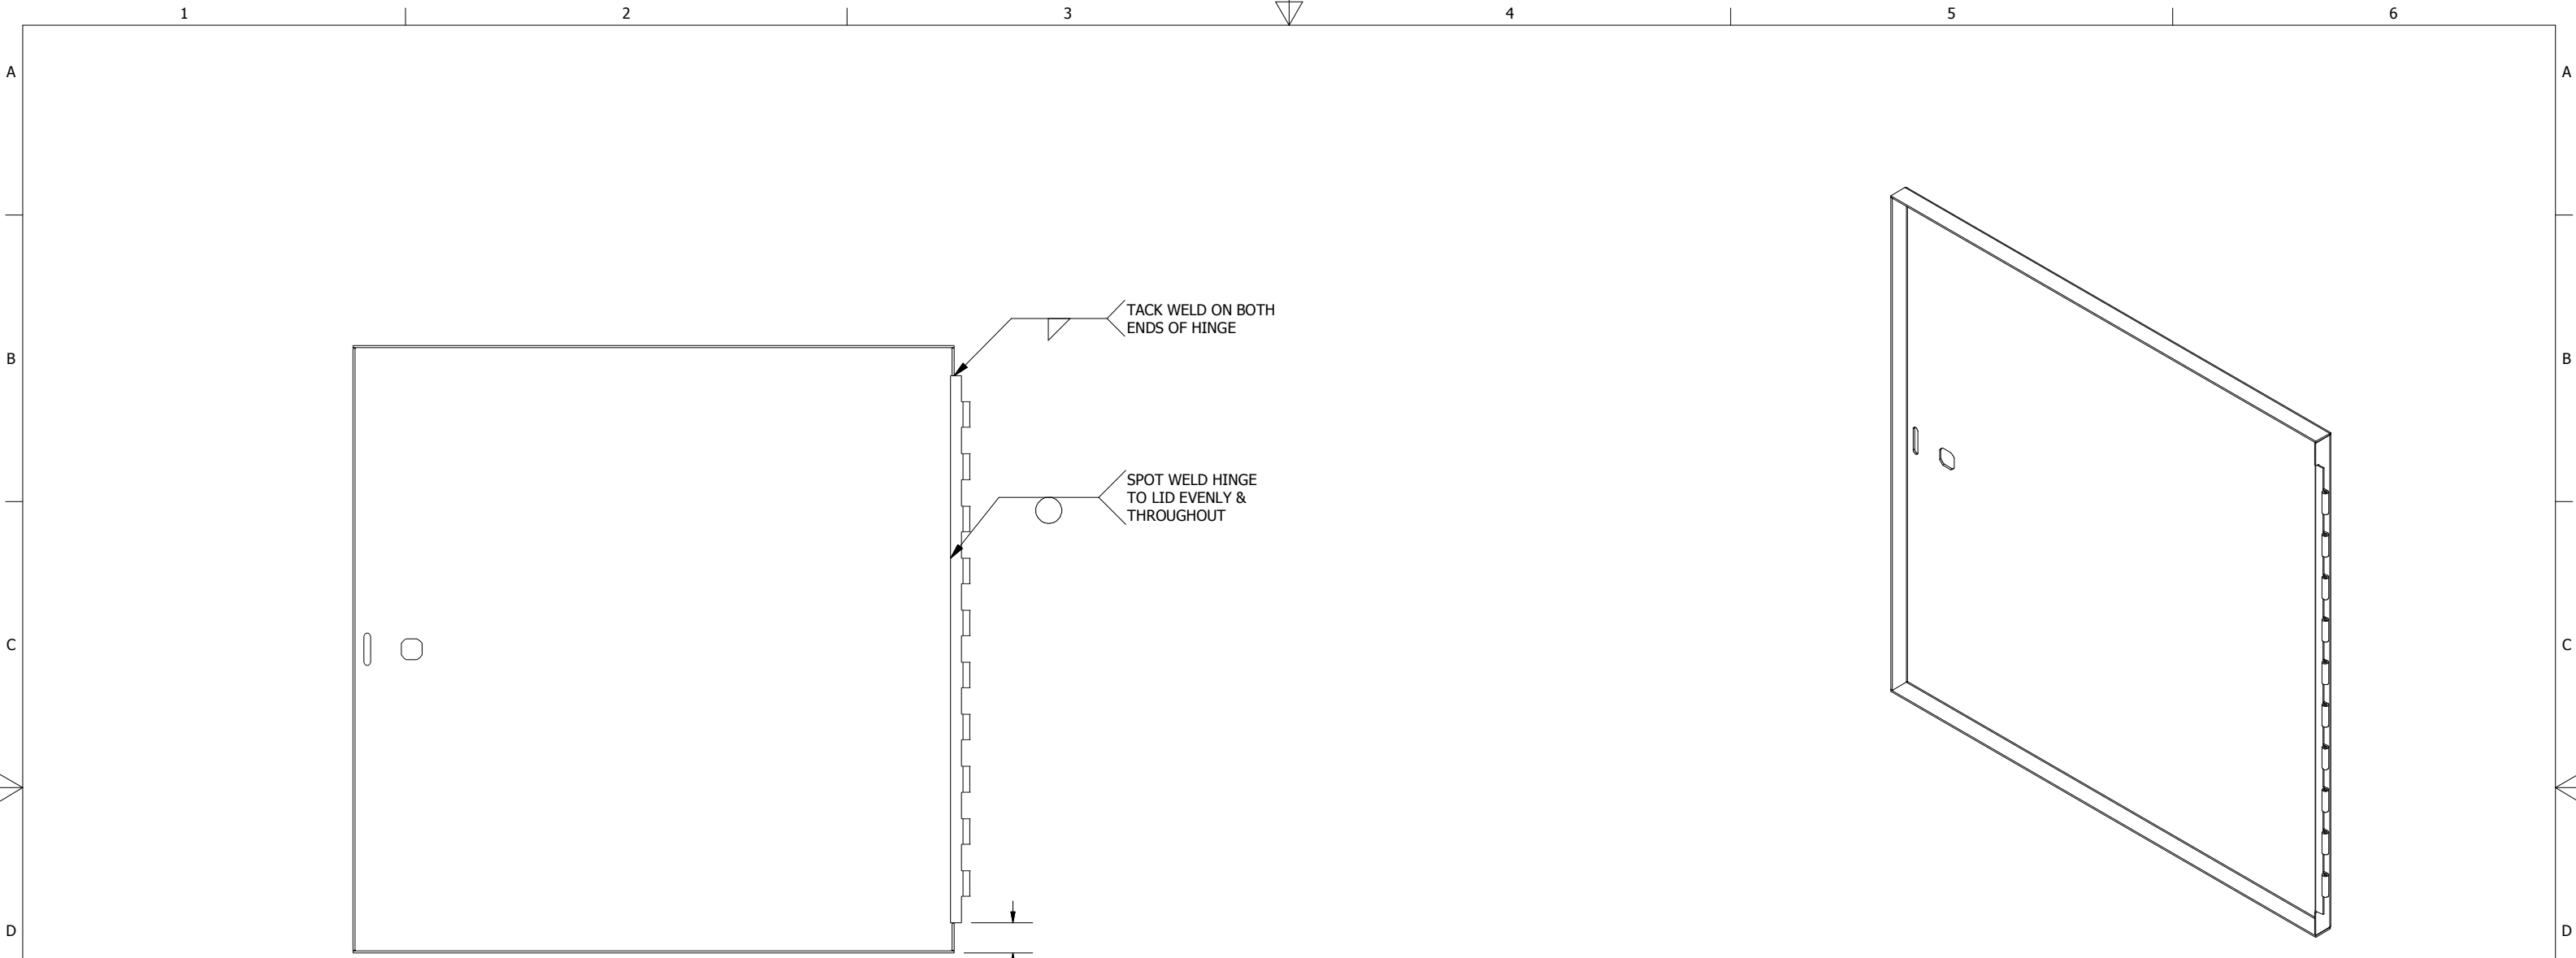 1 2 3 4 5 6
A A
TACK WELD ON BOTH
ENDS OF HINGE
B B
SPOT WELD HINGE
TO LID EVENLY &
THROUGHOUT
C C
D D